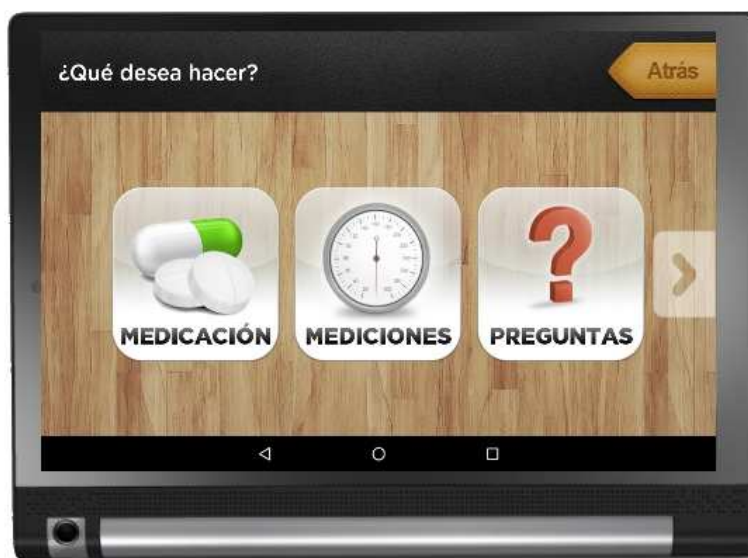 ¿Qué desea hacer?
Atrás
MEDICACIÓN
MEDICIONES
PREGUNTAS